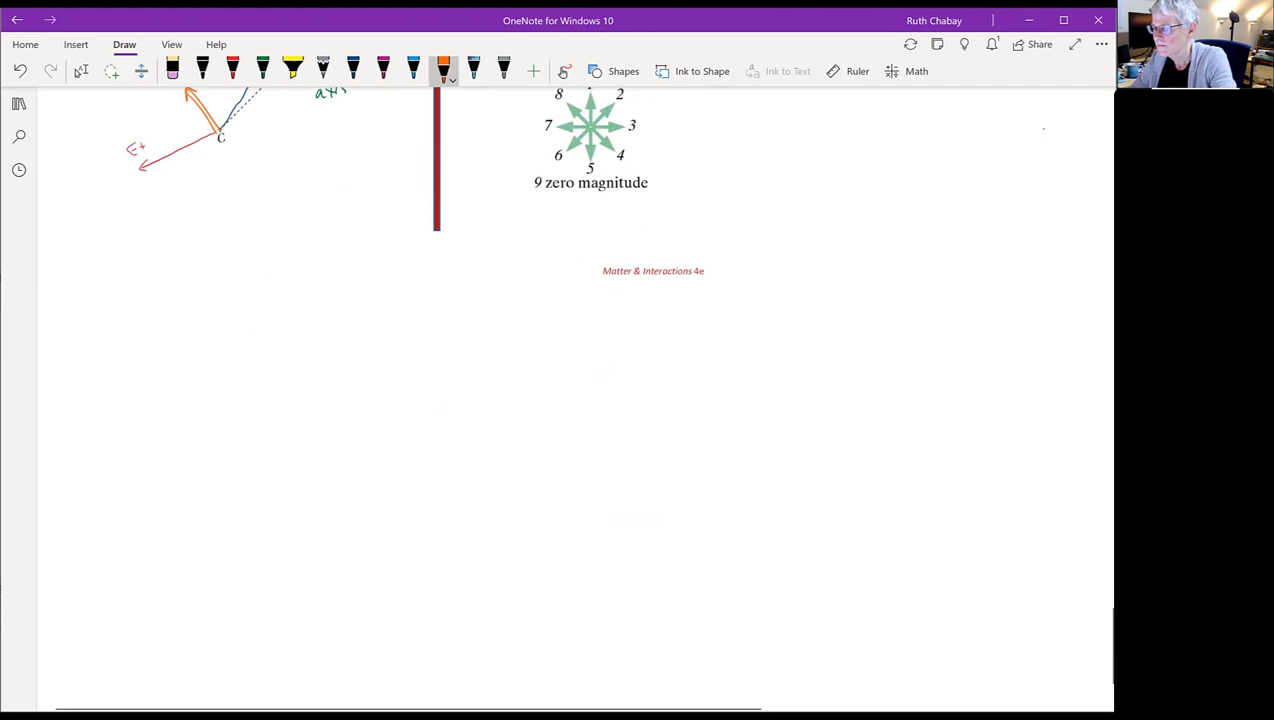 OneNote for Windows 10
Ruth Chabay
Home
Insert
Draw
View
Help
1
Share
Shapes
Ink to Shape
Ink to Text
Ruler
Math
8
2
7
3
6
4
5
9 zero magnitude
E+
C
Matter & Interactions 4e